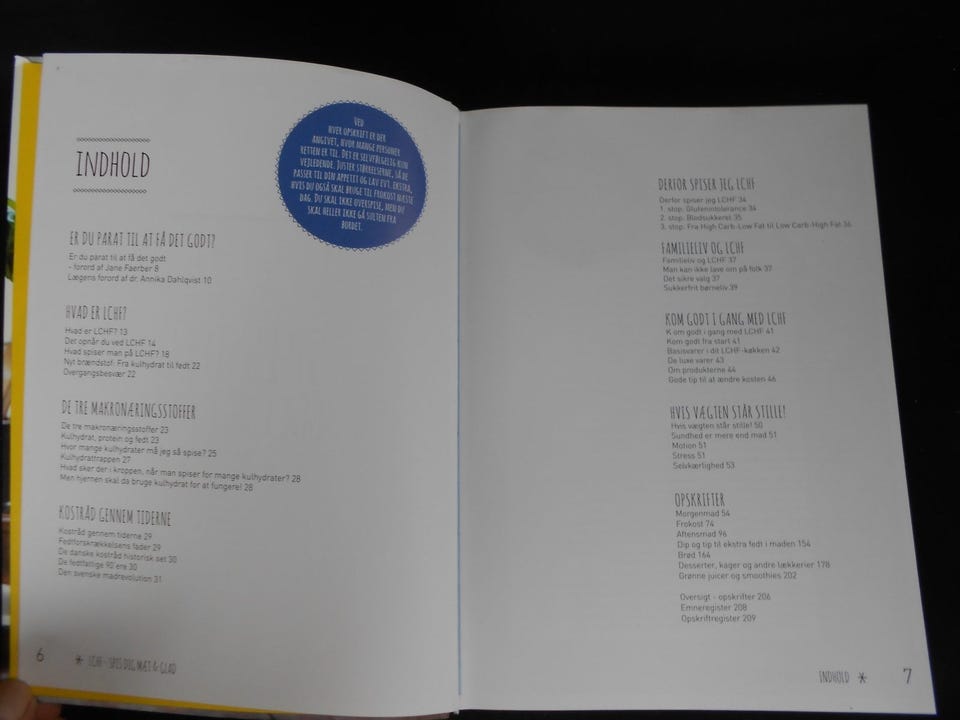 INDHOLD
VED
HVER OPSKRIFT ER DER
ANGIVET, HVOR MANGE PERSONER
RETTEN ER TIL. DET ER SELVFØLGELIG KUN
VEJLEDENDE. JUSTER STØRRELSERNE, SÅ DE
PASSER TIL DIN APPETIT OG LAV EVT. EKSTRA,
HVIS DU OGSÅ SKAL BRUGE TIL FROKOST NÆSTE
DAG. DU SKAL IKKE OVERSPISE, MEN DU
SKAL HELLER IKKE GÅ SULTEN FRA
BORDET.
ER DU PARAT TIL AT FÅ DET GODT?
Er du parat til at få det godt
- forord af Jane Faerber 8
Lægens forord af dr. Annika Dahlqvist 10
HVAD ER LCHF?
Hvad er LCHF? 13
Det opnår du ved LCHF 14
Hvad spiser man på LCHF? 18
Nyt brændstof: Fra kulhydrat til fedt 22
Overgangsbesvær 22
DE TRE MAKRONÆRINGSSTOFFER
De tre makronæringsstoffer 23
Kulhydrat, protein og fedt 23
Hvor mange kulhydrater må jeg så spise? 25
Kulhydrattrappen 27
Hvad sker der i kroppen, når man spiser for mange kulhydrater? 28
Men hjernen skal da bruge kulhydrat for at fungere! 28
KOSTRÅD GENNEM TIDERNE
Kostråd gennem tiderne 29
Fedtforskrækkelsens fader 29
De danske kostråd historisk set 30
De fedtfattige 90'ere 30
Den svenske madrevolution 31
6 * LCHF - SPIS DIG MÆT & GLAD
DERFOR SPISER JEG LCHF
Derfor spiser jeg LCHF 34
1. stop: Glutenintolerance 34
2. stop: Blodsukkeret 35
3. stop: Fra High Carb-Low Fat til Low Carb-High Fat 36
FAMILIELIV OG LCHF
Familieliv og LCHF 37
Man kan ikke lave om på folk 37
Det sikre valg 37
Sukkerfrit børneliv 39
KOM GODT I GANG MED LCHF
K om godt i gang med LCHF 41
Kom godt fra start 41
Basisvarer i dit LCHF-køkken 42
De luxe varer 43
Om produkterne 44
Gode tip til at ændre kosten 46
HVIS VÆGTEN STÅR STILLE!
Hvis vægten står stille! 50
Sundhed er mere end mad 51
Motion 51
Stress 51
Selvkærlighed 53
OPSKRIFTER
Morgenmad 54
Frokost 74
Aftensmad 96
Dip og tip til ekstra fedt i maden 154
Brød 164
Desserter, kager og andre lækkerier 178
Grønne juicer og smoothies 202
Oversigt - opskrifter 206
Emneregister 208
Opskriftregister 209
INDHOLD * 7